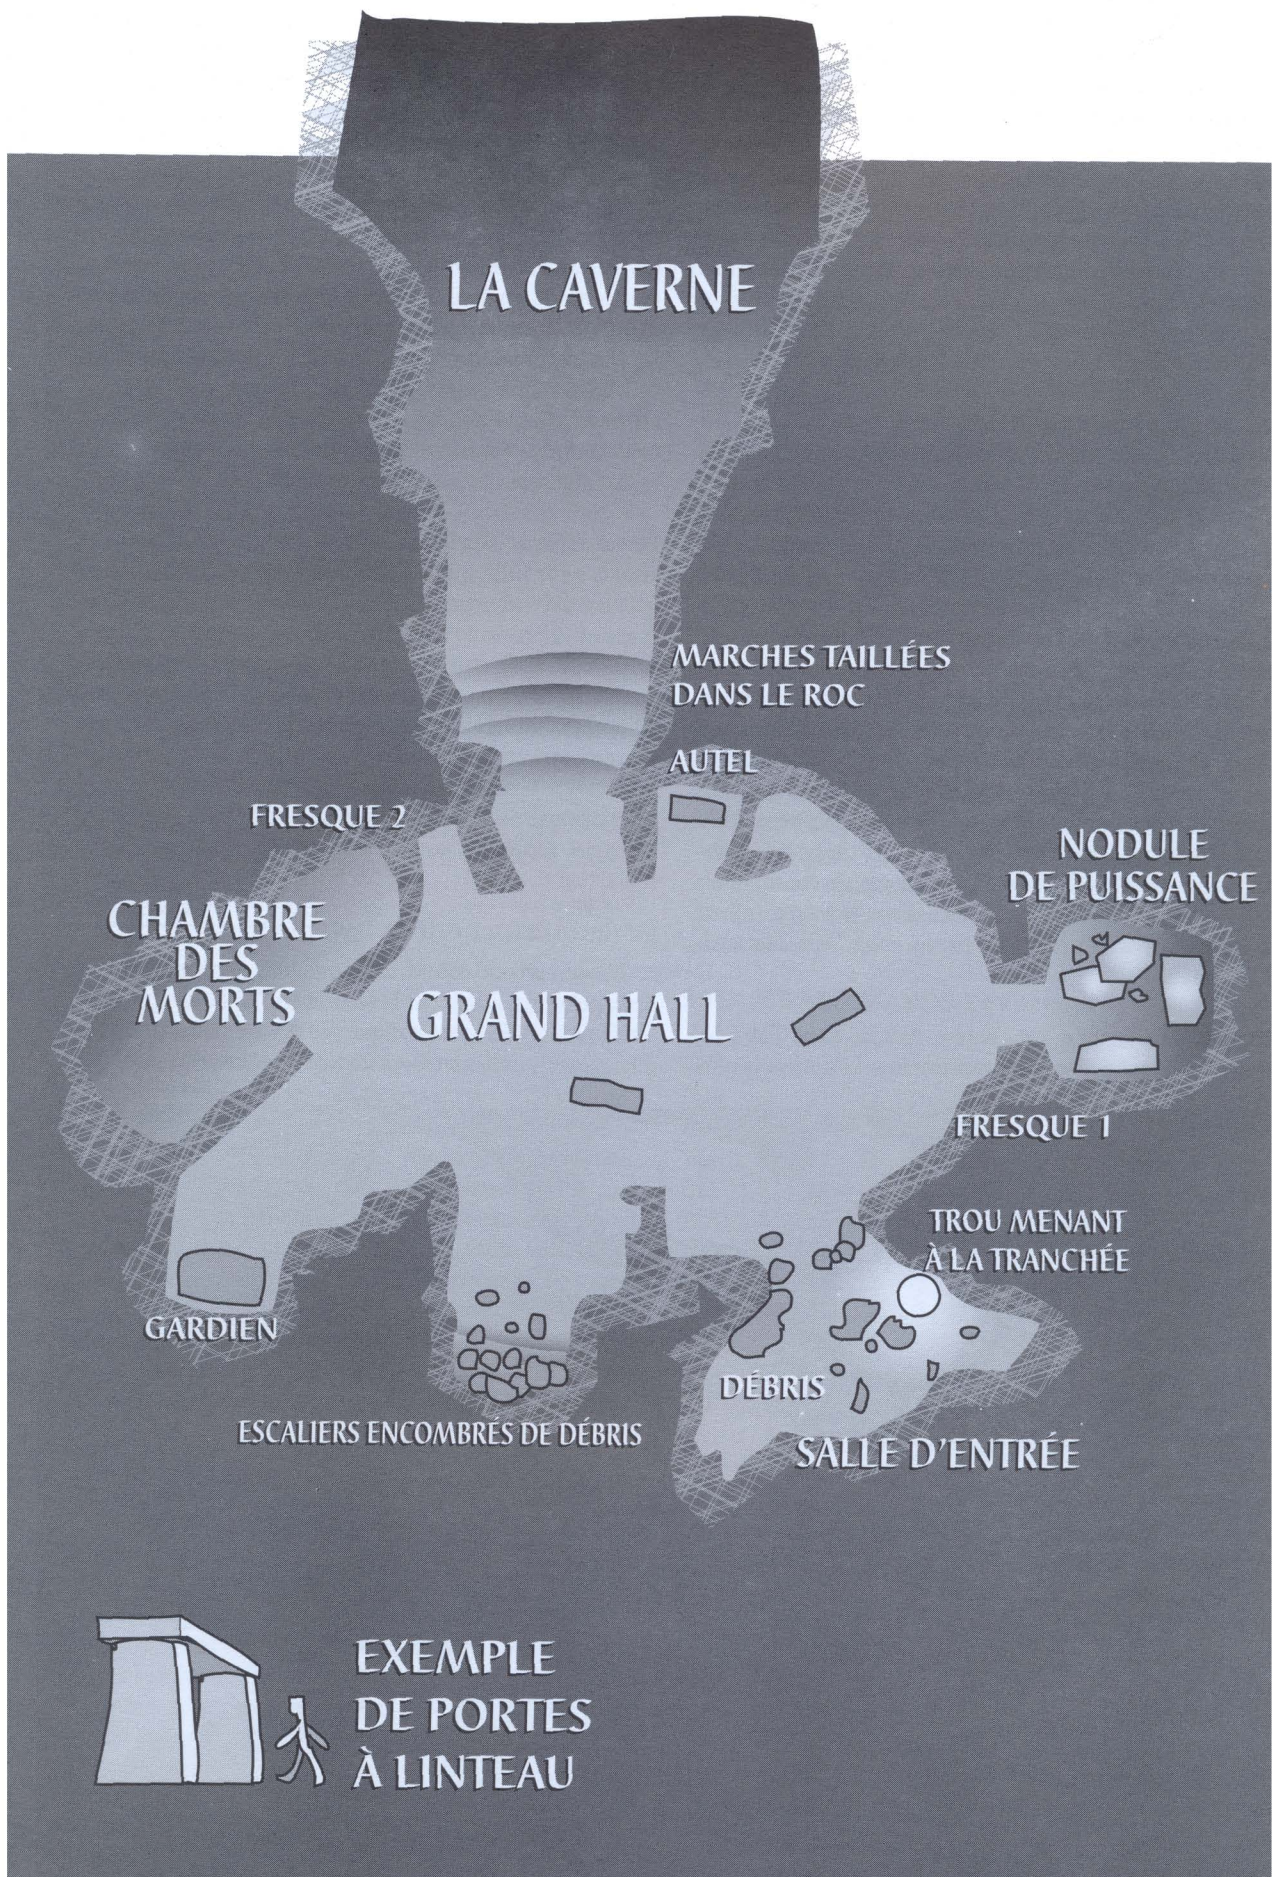 LA CAVERNE
MARCHES TAILLÉES
DANS LE ROC
AUTEL
FRESQUE 2
NODULE
DE PUISSANCE
CHAMBRE
DES
MORTS
GRAND HALL
FRESQUE 1
TROU MENANT
À LA TRANCHÉE
GARDIEN
DÉBRIS
ESCALIERS ENCOMBRÉS DE DÉBRIS
SALLE D'ENTRÉE
EXEMPLE
DE PORTES
À LINTEAU